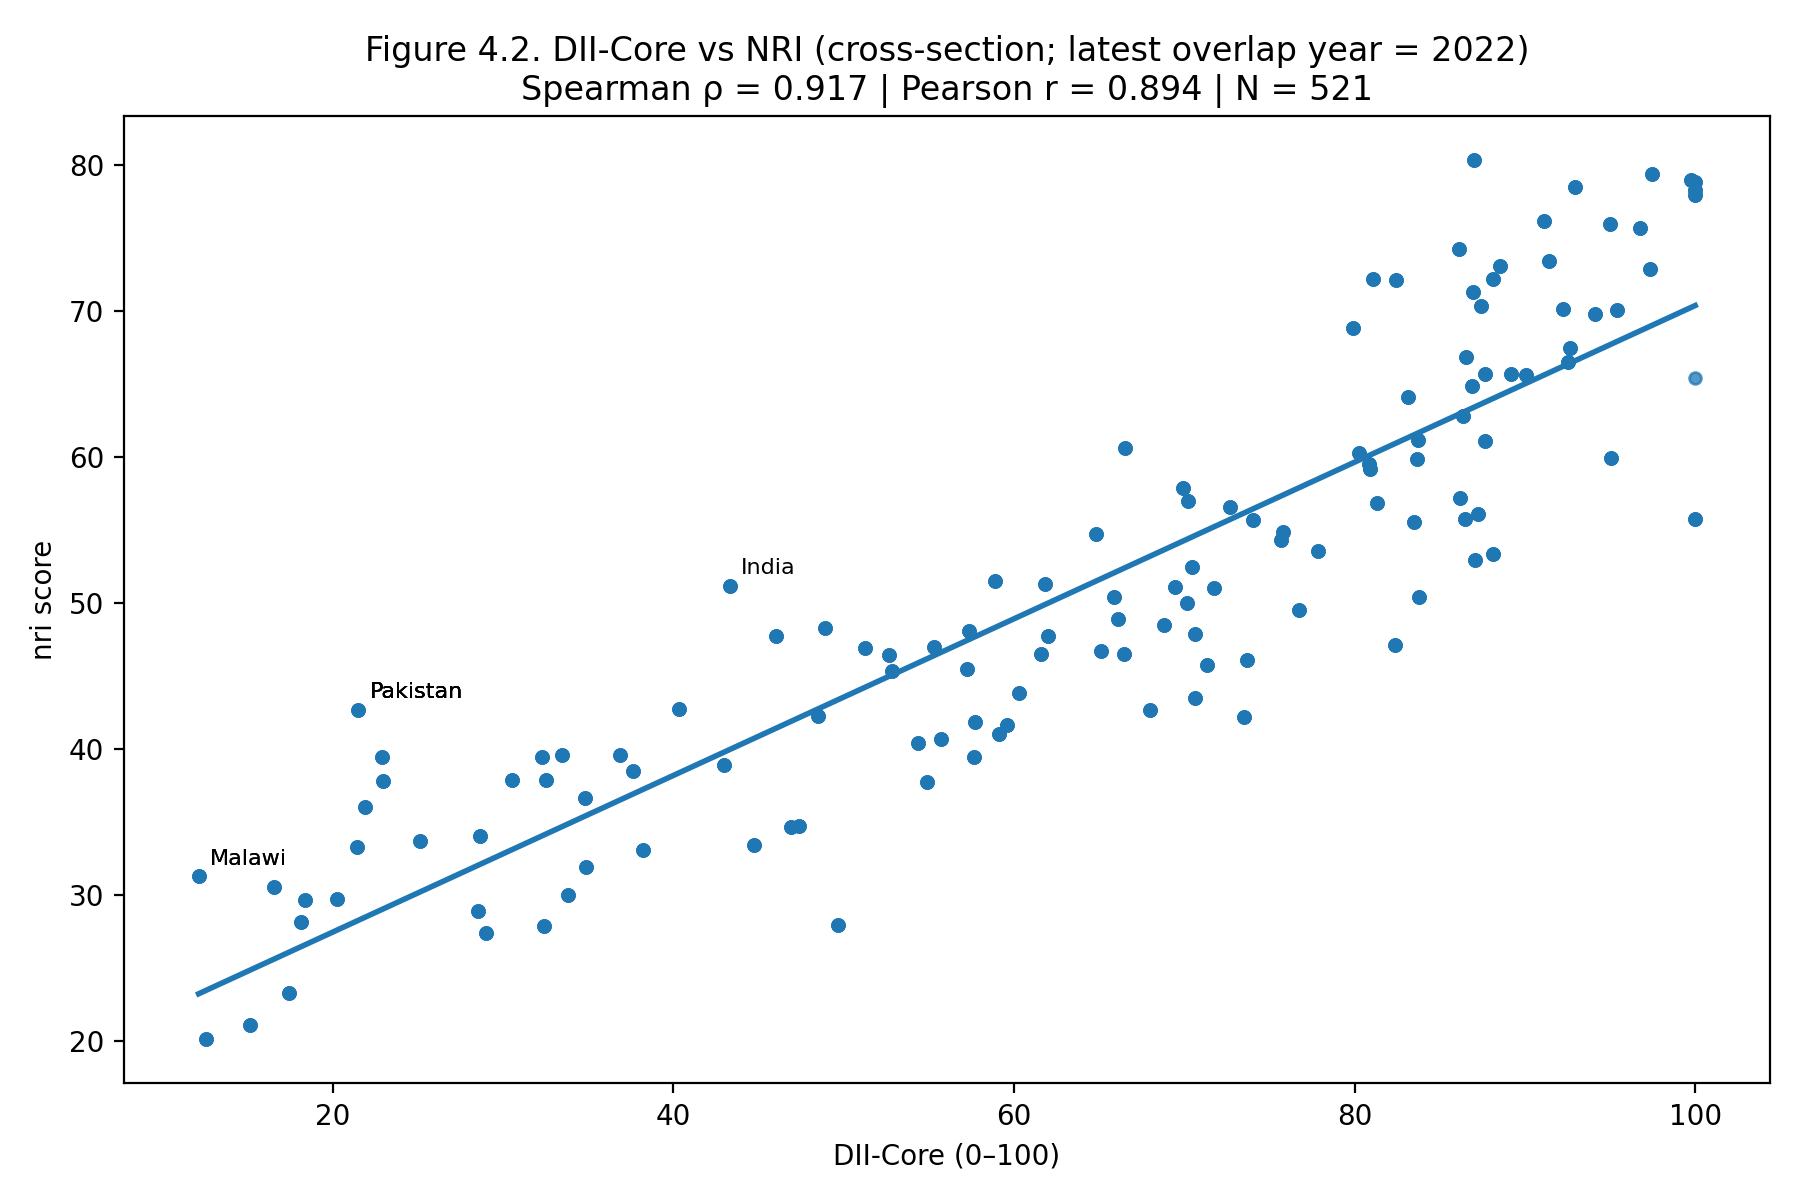 Figure 4.2. DII-Core vs NRI (cross-section; latest overlap year = 2022)
Spearman ρ = 0.917 | Pearson r = 0.894 | N = 521
80
70
60
50
40
30
20
nri score
India
Pakistan
Malawi
20
40
60
80
100
DII-Core (0–100)